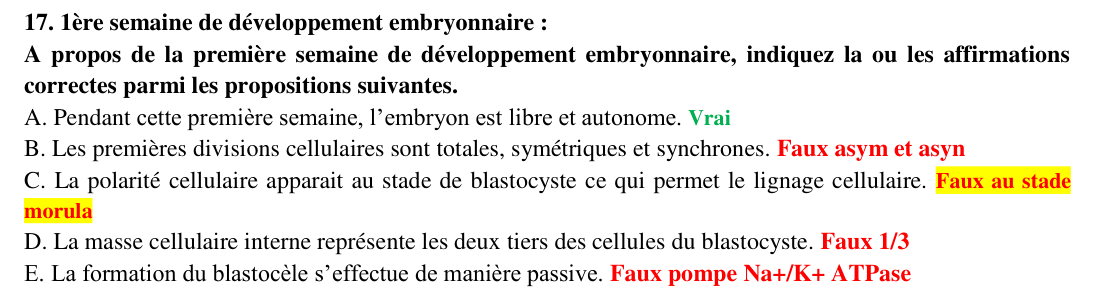 17. 1ère semaine de développement embryonnaire :
A propos de la première semaine de développement embryonnaire, indiquez la ou les affirmations
correctes parmi les propositions suivantes.
A. Pendant cette première semaine, l’embryon est libre et autonome. Vrai
B. Les premières divisions cellulaires sont totales, symétriques et synchrones. Faux asym et asyn
C. La polarité cellulaire apparait au stade de blastocyste ce qui permet le lignage cellulaire. Faux au stade
morula
D. La masse cellulaire interne représente les deux tiers des cellules du blastocyste. Faux 1/3
E. La formation du blastocèle s’effectue de manière passive. Faux pompe Na+/K+ ATPase